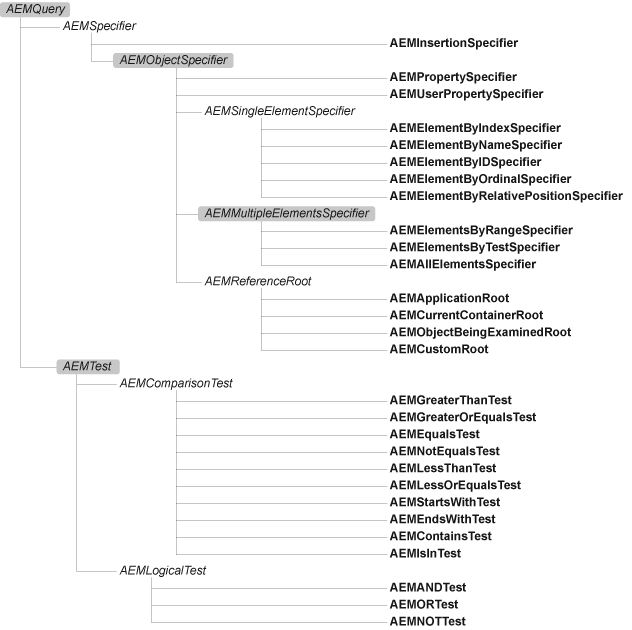 AEMQuery
AEMSpecifier
AEMInsertionSpecifier
AEMObjectSpecifier
AEMPropertySpecifier
AEMUserPropertySpecifier
AEMSingleElementSpecifier
AEMElementByIndexSpecifier
AEMElementByNameSpecifier
AEMElementByIDSpecifier
AEMElementByOrdinalSpecifier
AEMElementByRelativePositionSpecifier
AEMMultipleElementsSpecifier
AEMElementsByRangeSpecifier
AEMElementsByTestSpecifier
AEMAllElementsSpecifier
AEMReferenceRoot
AEMApplicationRoot
AEMCurrentContainerRoot
AEMObjectBeingExaminedRoot
AEMCustomRoot
AEMTest
AEMComparisonTest
AEMGreaterThanTest
AEMGreaterOrEqualsTest
AEMEqualsTest
AEMNotEqualsTest
AEMLessThanTest
AEMLessOrEqualsTest
AEMStartsWithTest
AEMEndsWithTest
AEMContainsTest
AEMIsInTest
AEMLogicalTest
AEMANDTest
AEMORTest
AEMNOTTest